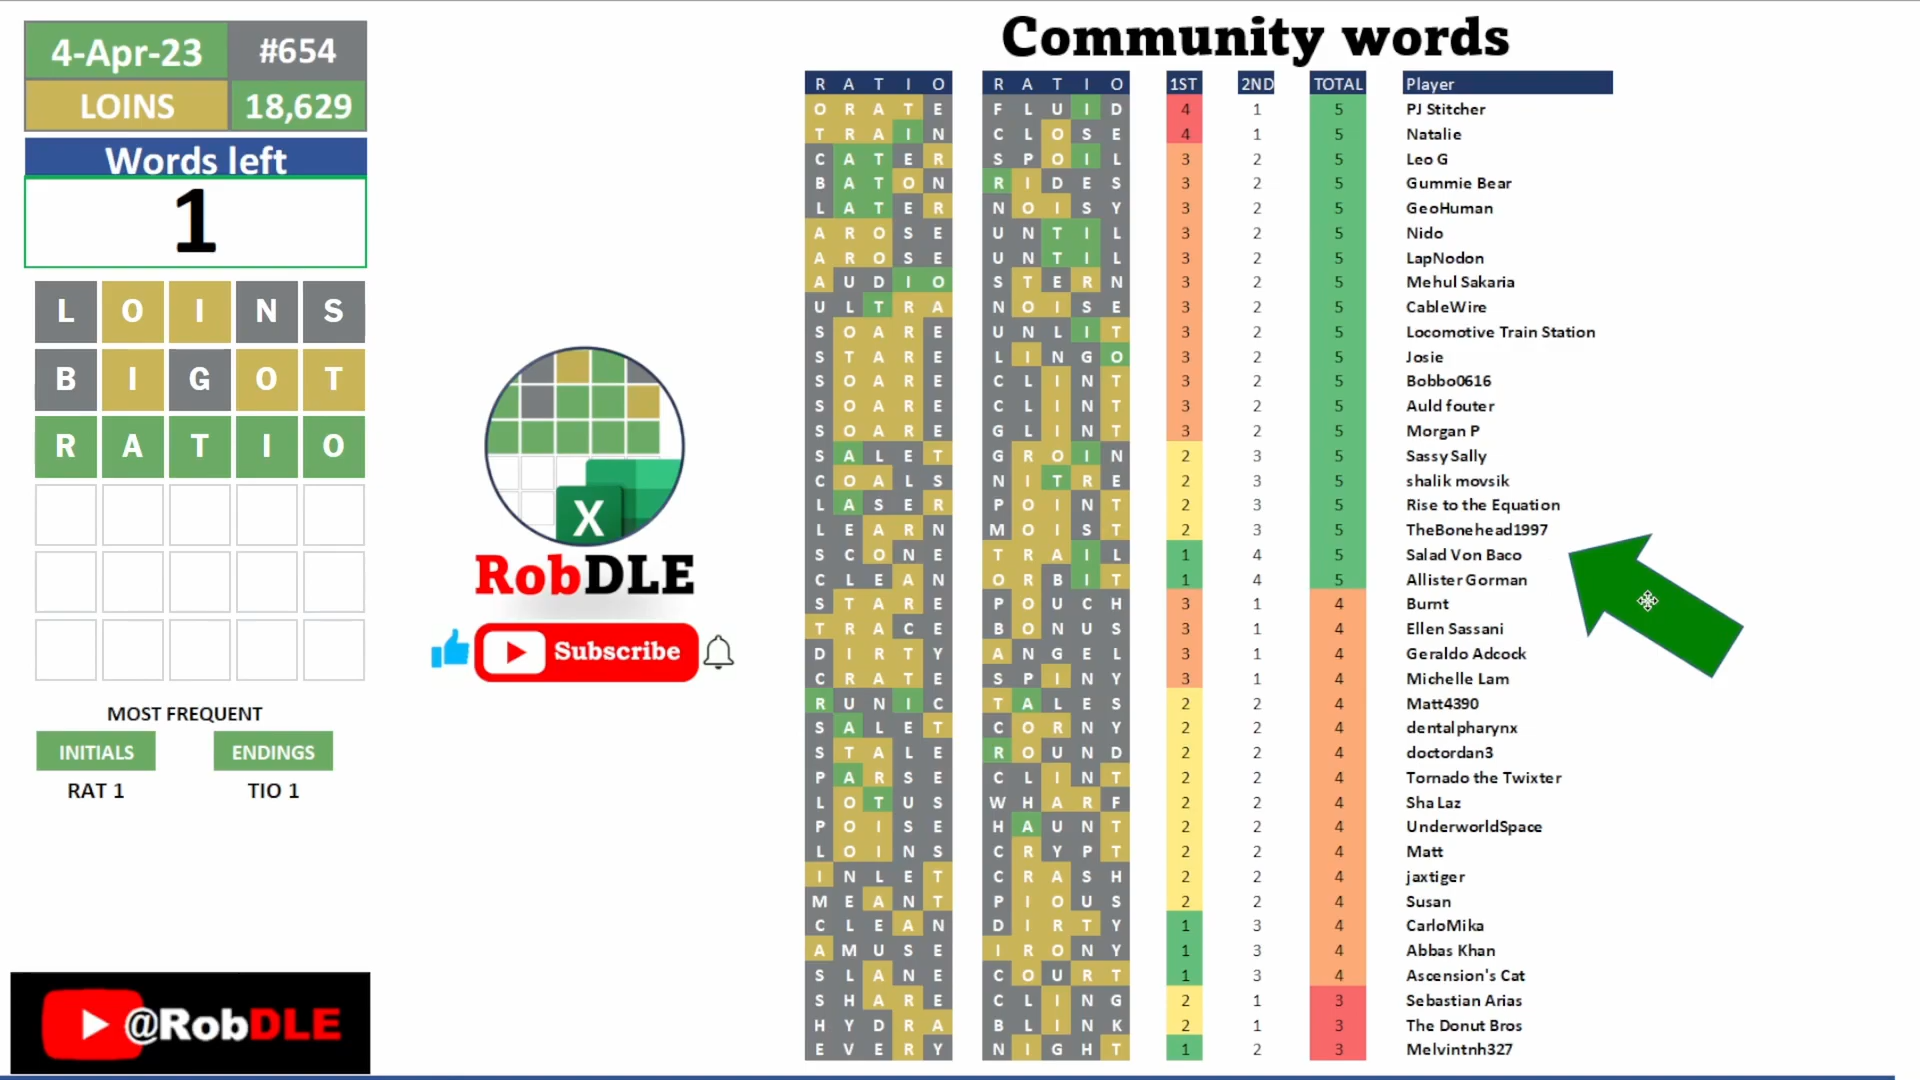 Community words
4-Apr-23 #654
LOINS 18,629
Words left
1
L O I N S
B I G O T
R A T I O
MOST FREQUENT
INITIALS ENDINGS
RAT 1 TIO 1
@RobDLE
X
RobDLE
Subscribe
R A T I O R A T I O 1ST 2ND TOTAL Player
O R A T E F L U I D 4 1 5 PJ Stitcher
T R A I N C L O S E 4 1 5 Natalie
C A T E R S P O I L 3 2 5 Leo G
B A T O N R I D E S 3 2 5 Gummie Bear
L A T E R N O I S Y 3 2 5 GeoHuman
A R O S E U N T I L 3 2 5 Nido
A R O S E U N T I L 3 2 5 LapNodon
A U D I O S T E R N 3 2 5 Mehul Sakaria
U L T R A N O I S E 3 2 5 CableWire
S O A R E U N L I T 3 2 5 Locomotive Train Station
S T A R E L I N G O 3 2 5 Josie
S O A R E C L I N T 3 2 5 Bobbo0616
S O A R E C L I N T 3 2 5 Auld fouter
S O A R E G L I N T 3 2 5 Morgan P
S A L E T G R O I N 2 3 5 Sassy Sally
C O A L S N I T R E 2 3 5 shalik movsik
L A S E R P O I N T 2 3 5 Rise to the Equation
L E A R N M O I S T 2 3 5 TheBonehead1997
S C O N E T R A I L 1 4 5 Salad Von Baco
C L E A N O R B I T 1 4 5 Allister Gorman
S T A R E P O U C H 3 1 4 Burnt
T R A C E B O N U S 3 1 4 Ellen Sassani
D I R T Y A N G E L 3 1 4 Geraldo Adcock
C R A T E S P I N Y 3 1 4 Michelle Lam
R U N I C T A L E S 2 2 4 Matt4390
S A L E T C O R N Y 2 2 4 dentalpharynx
S T A L E R O U N D 2 2 4 doctordan3
P A R S E C L I N T 2 2 4 Tornado the Twixter
L O T U S W H A R F 2 2 4 Sha Laz
P O I S E H A U N T 2 2 4 UnderworldSpace
L O I N S C R Y P T 2 2 4 Matt
I N L E T C R A S H 2 2 4 jaxtiger
M E A N T P I O U S 2 2 4 Susan
C L E A N D I R T Y 1 3 4 CarloMika
A M U S E I R O N Y 1 3 4 Abbas Khan
S L A N E C O U R T 1 3 4 Ascension's Cat
S H A R E C L I N G 2 1 3 Sebastian Arias
H Y D R A B L I N K 2 1 3 The Donut Bros
E V E R Y N I G H T 1 2 3 Melvintnh327